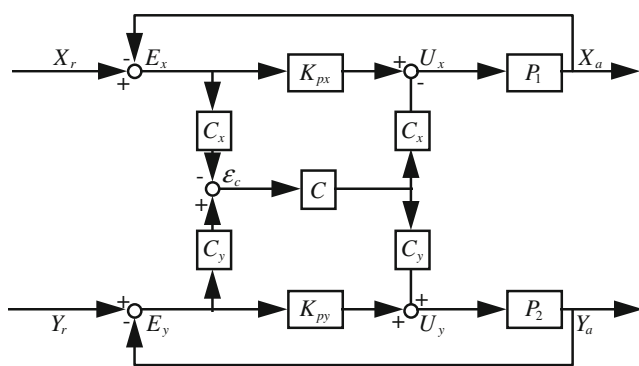 -
X_r + E_x K_px + - U_x P_1 X_a
C_x C_x
- ε_c C
+
C_y C_y
Y_r + - E_y K_py + + U_y P_2 Y_a